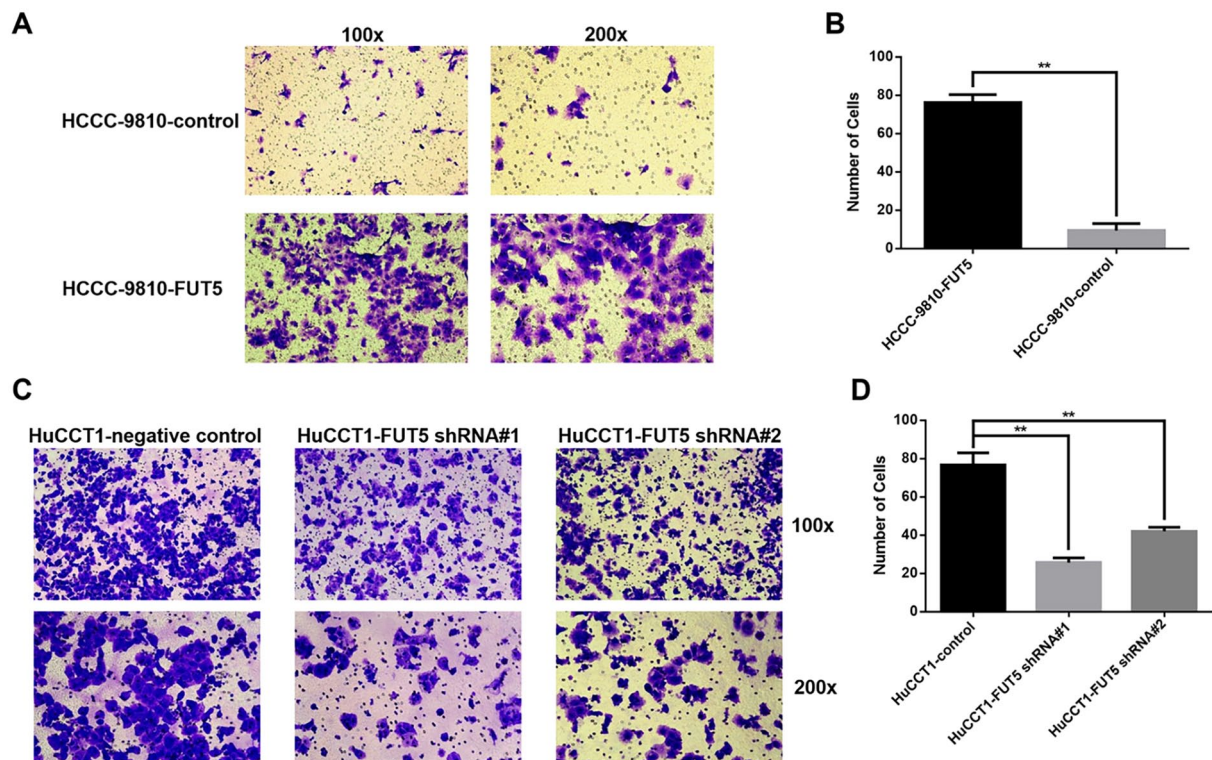 A
100x
200x
HCCC-9810-control
HCCC-9810-FUT5
B
**
100
80
60
40
20
0
Number of Cells
HCCC-9810-FUT5
HCCC-9810-control
C
HuCCT1-negative control
HuCCT1-FUT5 shRNA#1
HuCCT1-FUT5 shRNA#2
100x
200x
D
**
**
100
80
60
40
20
0
Number of Cells
HuCCT1-control
HuCCT1-FUT5 shRNA#1
HuCCT1-FUT5 shRNA#2